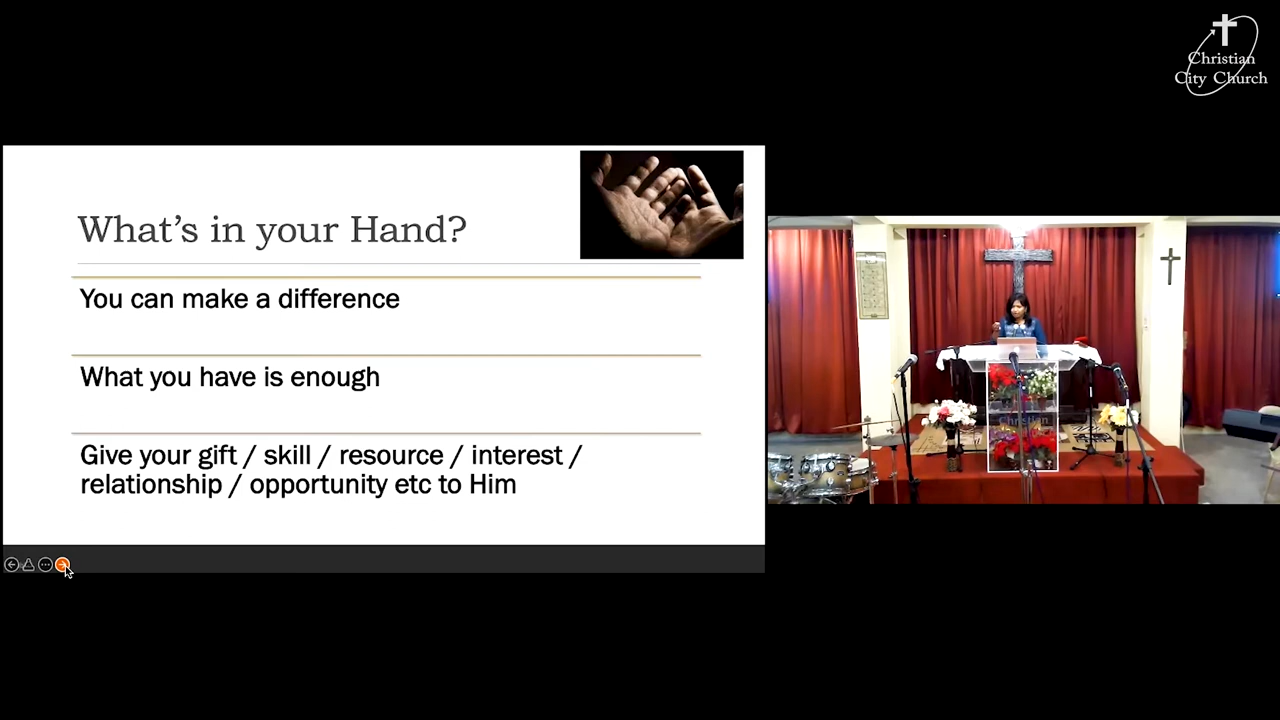 Christian
City Church
What's in your Hand?
You can make a difference
What you have is enough
Give your gift / skill / resource / interest /
relationship / opportunity etc to Him
Christian